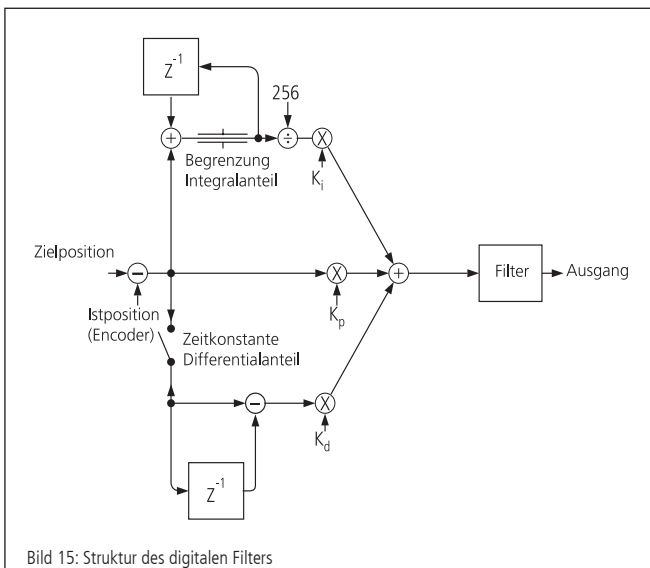 Z⁻¹
256
+
÷
X
Begrenzung
Integralanteil
Kᵢ
Zielposition
−
X
+
Filter
Ausgang
Istposition
(Encoder)
Kₚ
Zeitkonstante
Differentialanteil
−
X
K_d
Z⁻¹
Bild 15: Struktur des digitalen Filters